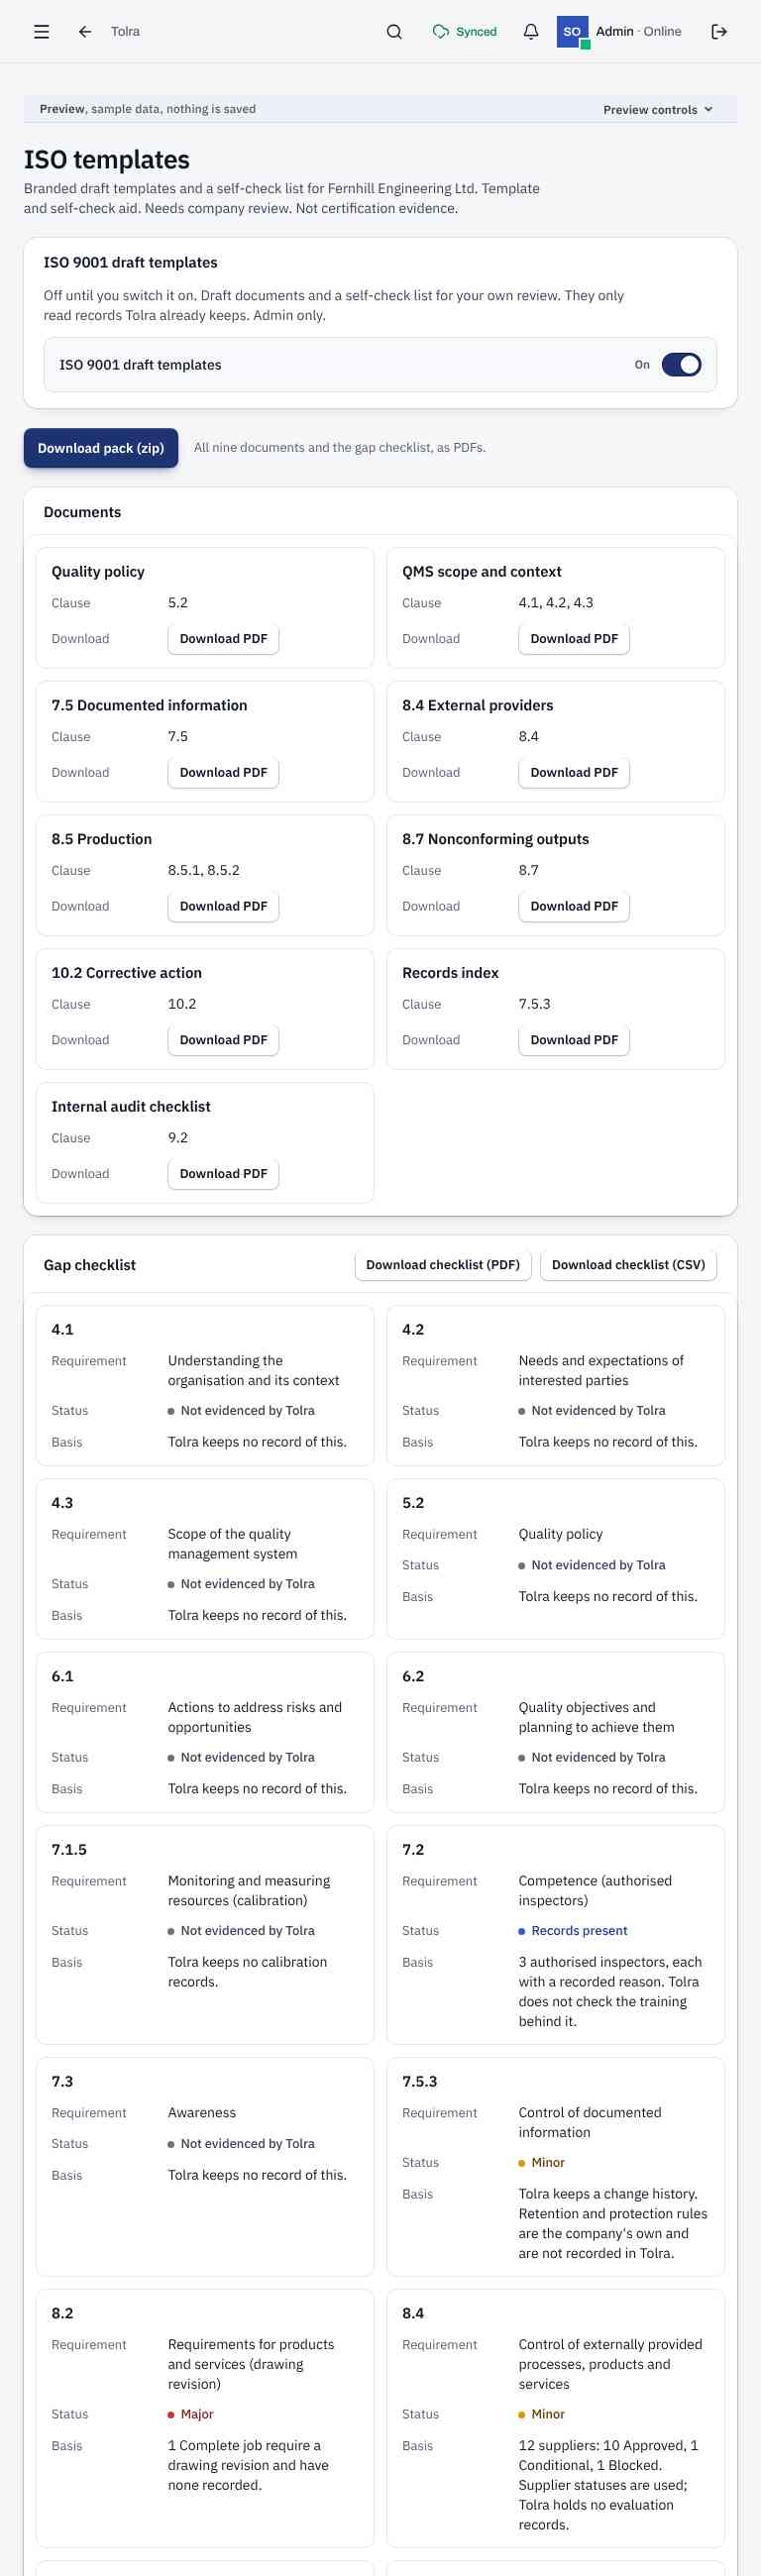 Tolra
Synced
SO
Admin · Online
Preview, sample data, nothing is saved
Preview controls
ISO templates
Branded draft templates and a self-check list for Fernhill Engineering Ltd. Template
and self-check aid. Needs company review. Not certification evidence.
ISO 9001 draft templates
Off until you switch it on. Draft documents and a self-check list for your own review. They only
read records Tolra already keeps. Admin only.
ISO 9001 draft templates
On
Download pack (zip)
All nine documents and the gap checklist, as PDFs.
Documents
Quality policy
Clause
5.2
Download
Download PDF
QMS scope and context
Clause
4.1, 4.2, 4.3
Download
Download PDF
7.5 Documented information
Clause
7.5
Download
Download PDF
8.4 External providers
Clause
8.4
Download
Download PDF
8.5 Production
Clause
8.5.1, 8.5.2
Download
Download PDF
8.7 Nonconforming outputs
Clause
8.7
Download
Download PDF
10.2 Corrective action
Clause
10.2
Download
Download PDF
Records index
Clause
7.5.3
Download
Download PDF
Internal audit checklist
Clause
9.2
Download
Download PDF
Gap checklist
Download checklist (PDF)
Download checklist (CSV)
4.1
Requirement
Understanding the
organisation and its context
Status
Not evidenced by Tolra
Basis
Tolra keeps no record of this.
4.2
Requirement
Needs and expectations of
interested parties
Status
Not evidenced by Tolra
Basis
Tolra keeps no record of this.
4.3
Requirement
Scope of the quality
management system
Status
Not evidenced by Tolra
Basis
Tolra keeps no record of this.
5.2
Requirement
Quality policy
Status
Not evidenced by Tolra
Basis
Tolra keeps no record of this.
6.1
Requirement
Actions to address risks and
opportunities
Status
Not evidenced by Tolra
Basis
Tolra keeps no record of this.
6.2
Requirement
Quality objectives and
planning to achieve them
Status
Not evidenced by Tolra
Basis
Tolra keeps no record of this.
7.1.5
Requirement
Monitoring and measuring
resources (calibration)
Status
Not evidenced by Tolra
Basis
Tolra keeps no calibration
records.
7.2
Requirement
Competence (authorised
inspectors)
Status
Records present
Basis
3 authorised inspectors, each
with a recorded reason. Tolra
does not check the training
behind it.
7.3
Requirement
Awareness
Status
Not evidenced by Tolra
Basis
Tolra keeps no record of this.
7.5.3
Requirement
Control of documented
information
Status
Minor
Basis
Tolra keeps a change history.
Retention and protection rules
are the company's own and
are not recorded in Tolra.
8.2
Requirement
Requirements for products
and services (drawing
revision)
Status
Major
Basis
1 Complete job require a
drawing revision and have
none recorded.
8.4
Requirement
Control of externally provided
processes, products and
services
Status
Minor
Basis
12 suppliers: 10 Approved, 1
Conditional, 1 Blocked.
Supplier statuses are used;
Tolra holds no evaluation
records.